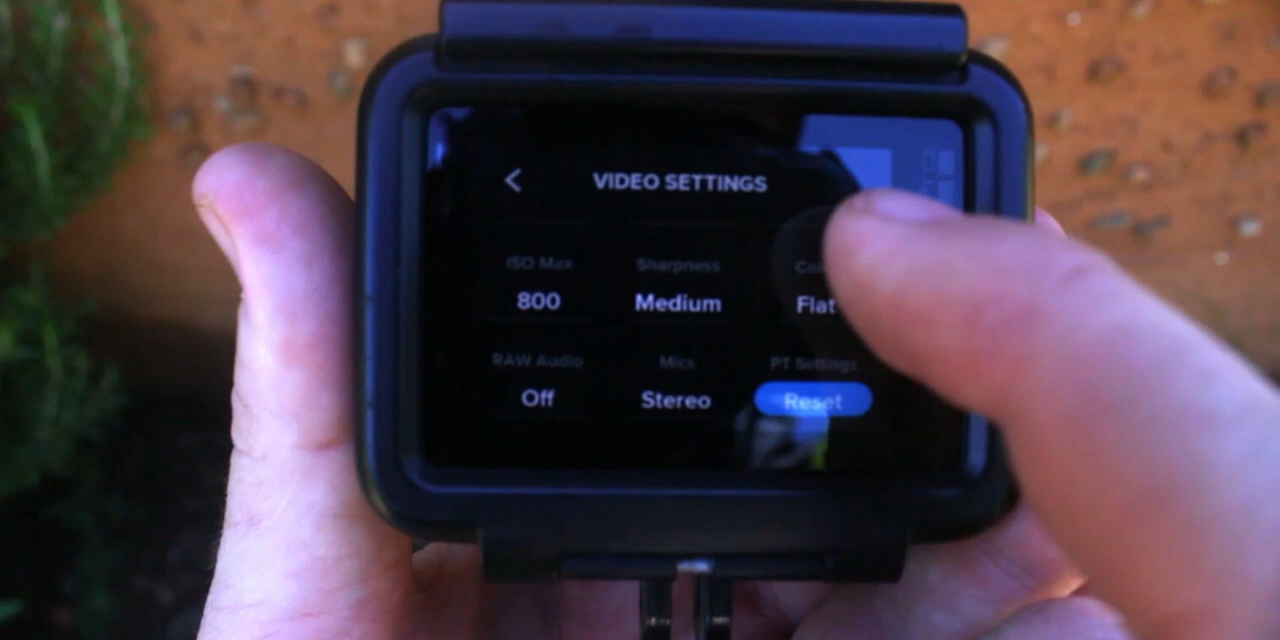 VIDEO SETTINGS
ISO Max Sharpness
800 Medium Flat
RAW Audio Mics PT Settings
Off Stereo Reset